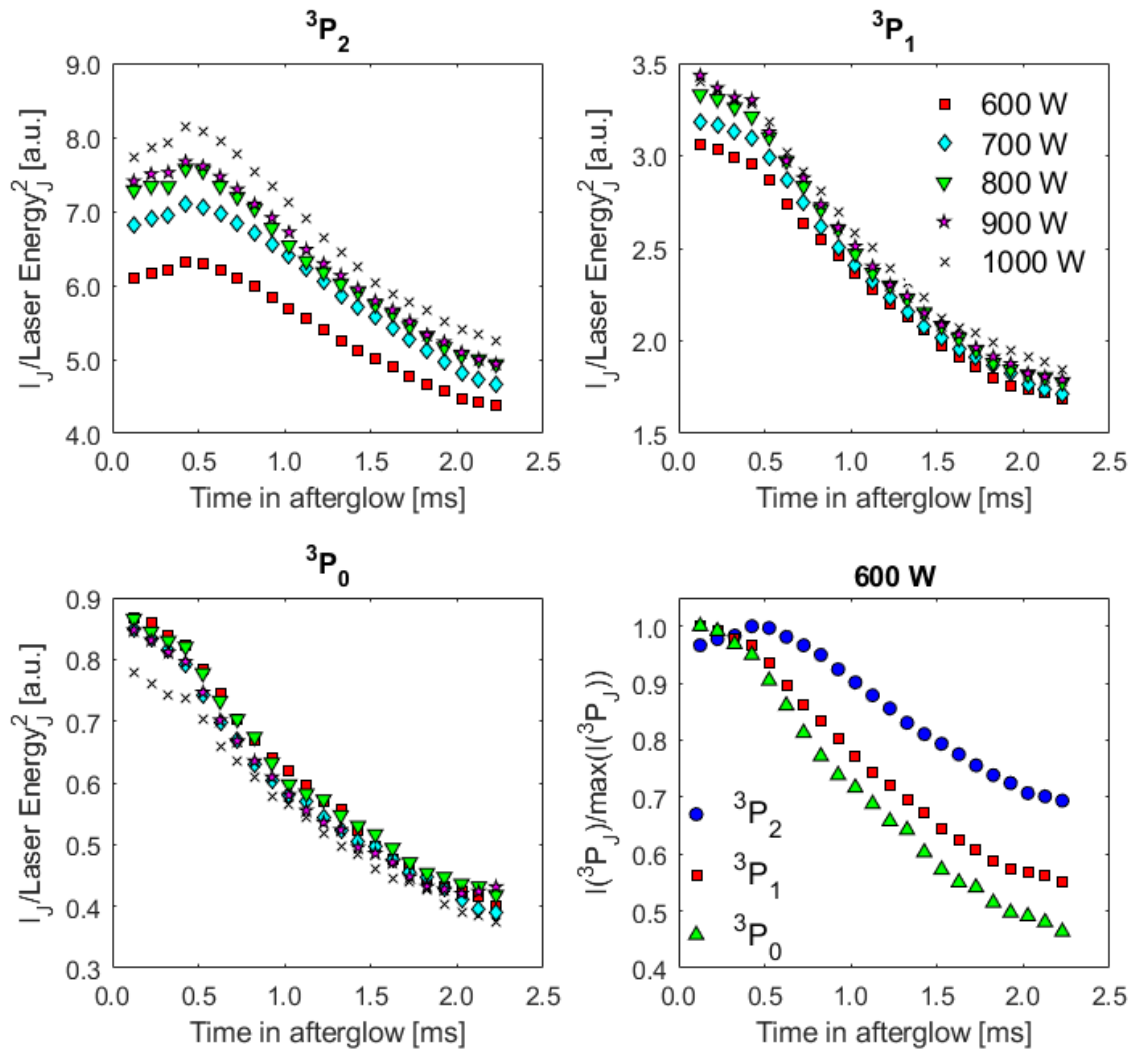 ³P₂
9.0
8.0
7.0
6.0
5.0
4.0
I_J/Laser Energy_J² [a.u.]
0.0 0.5 1.0 1.5 2.0 2.5
Time in afterglow [ms]
³P₁
3.5
3.0
2.5
2.0
1.5
I_J/Laser Energy_J² [a.u.]
600 W
700 W
800 W
900 W
1000 W
0.0 0.5 1.0 1.5 2.0 2.5
Time in afterglow [ms]
³P₀
0.9
0.8
0.7
0.6
0.5
0.4
0.3
I_J/Laser Energy_J² [a.u.]
0.0 0.5 1.0 1.5 2.0 2.5
Time in afterglow [ms]
600 W
1.0
0.9
0.8
0.7
0.6
0.5
0.4
I(³P_J)/max(I(³P_J))
³P₂
³P₁
³P₀
0.0 0.5 1.0 1.5 2.0 2.5
Time in afterglow [ms]